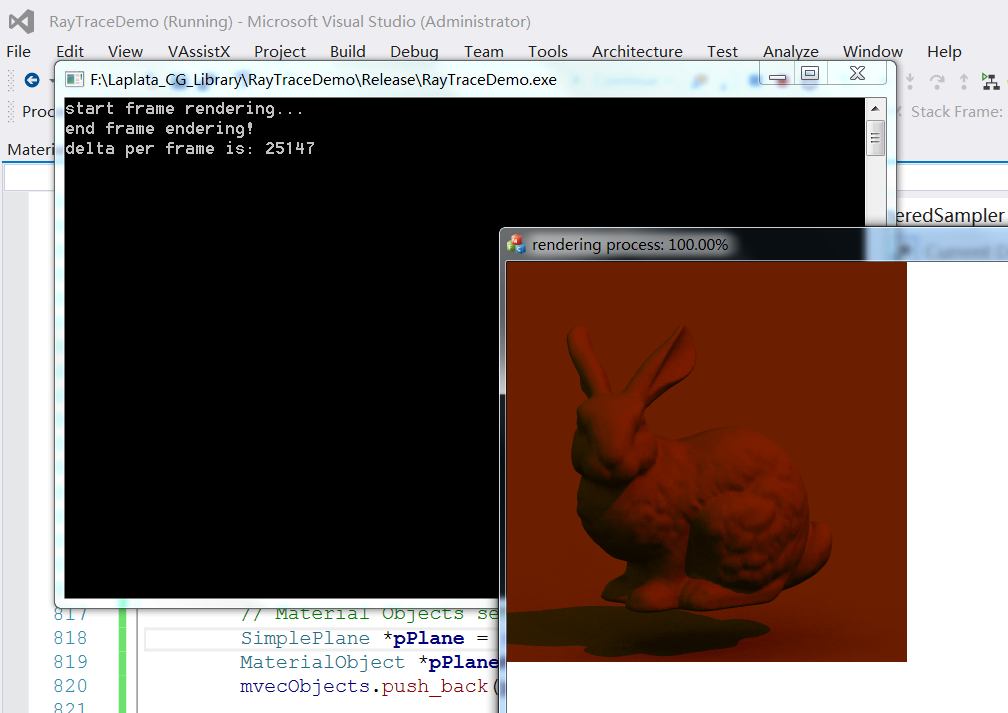 RayTraceDemo (Running) - Microsoft Visual Studio (Administrator)
File Edit View VAssistX Project Build Debug Team Tools Architecture Test Analyze Window Help
F:\Laplata_CG_Library\RayTraceDemo\Release\RayTraceDemo.exe
Proc
Stack Frame:
start frame rendering...
end frame endering!
delta per frame is: 25147
Materi
eredSampler
rendering process: 100.00%
817 // Material Objects se
818 SimplePlane *pPlane =
819 MaterialObject *pPlane
820 mvecObjects.push_back(
821